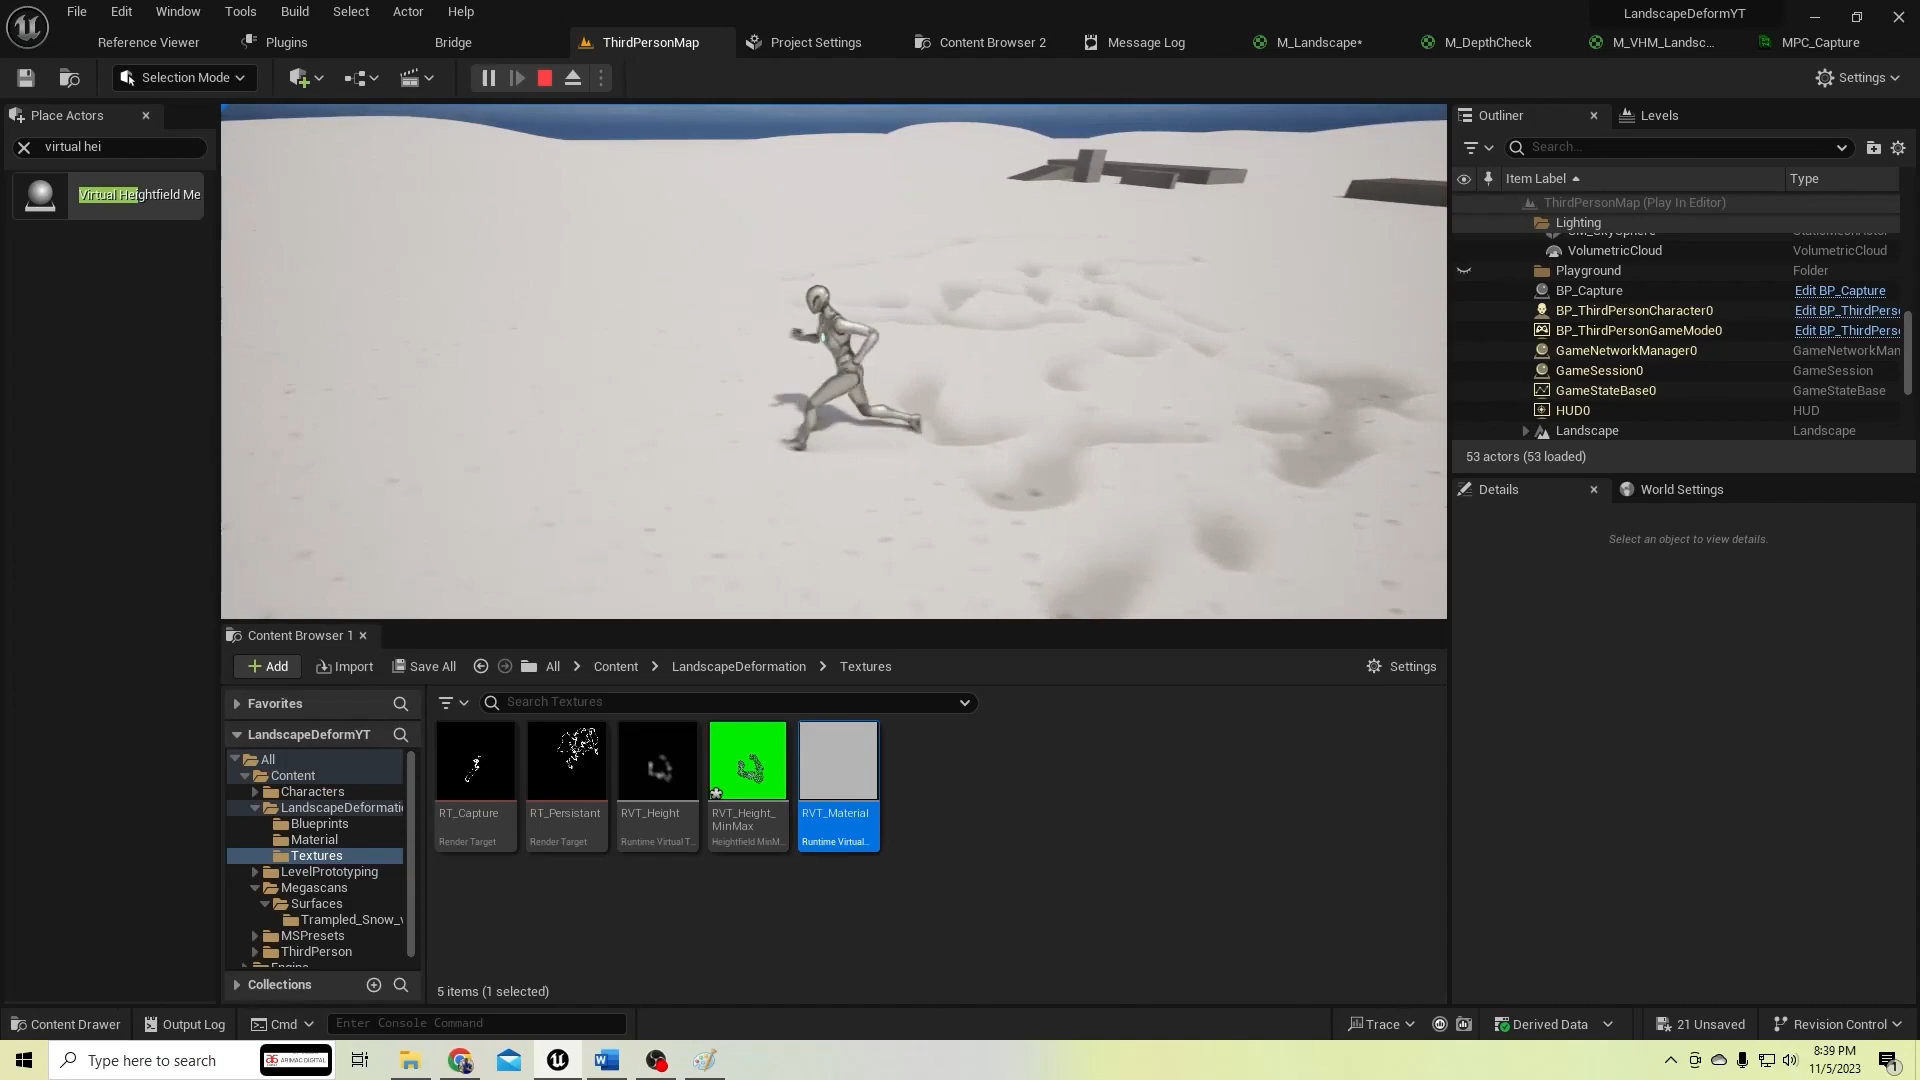 File Edit Window Tools Build Select Actor Help
LandscapeDeformYT
Reference Viewer
Plugins
Bridge
ThirdPersonMap
Project Settings
Content Browser 2
Message Log
M_Landscape*
M_DepthCheck
M_VHM_Landsc...
MPC_Capture
Selection Mode
Settings
Place Actors
virtual hei
Virtual Heightfield Me
Outliner
Levels
Search...
Item Label
Type
ThirdPersonMap (Play In Editor)
Lighting
VolumetricCloud VolumetricCloud
Playground Folder
BP_Capture Edit BP_Capture
BP_ThirdPersonCharacter0 Edit BP_ThirdPerso
BP_ThirdPersonGameMode0 Edit BP_ThirdPerso
GameNetworkManager0 GameNetworkMan
GameSession0 GameSession
GameStateBase0 GameStateBase
HUD0 HUD
Landscape Landscape
53 actors (53 loaded)
Details
World Settings
Select an object to view details.
Content Browser 1
Add
Import
Save All
All
Content
LandscapeDeformation
Textures
Settings
Favorites
LandscapeDeformYT
All
Content
Characters
LandscapeDeformatio
Blueprints
Material
Textures
LevelPrototyping
Megascans
Surfaces
Trampled_Snow_v
MSPresets
ThirdPerson
Engine
Collections
Search Textures
RT_Capture
Render Target
RT_Persistant
Render Target
RVT_Height
Runtime Virtual T...
RVT_Height_
MinMax
Heightfield MinM...
RVT_Material
Runtime Virtual...
5 items (1 selected)
Content Drawer
Output Log
Cmd
Enter Console Command
Trace
Derived Data
21 Unsaved
Revision Control
Type here to search
ARIMAC DIGITAL
8:39 PM
11/5/2023
1